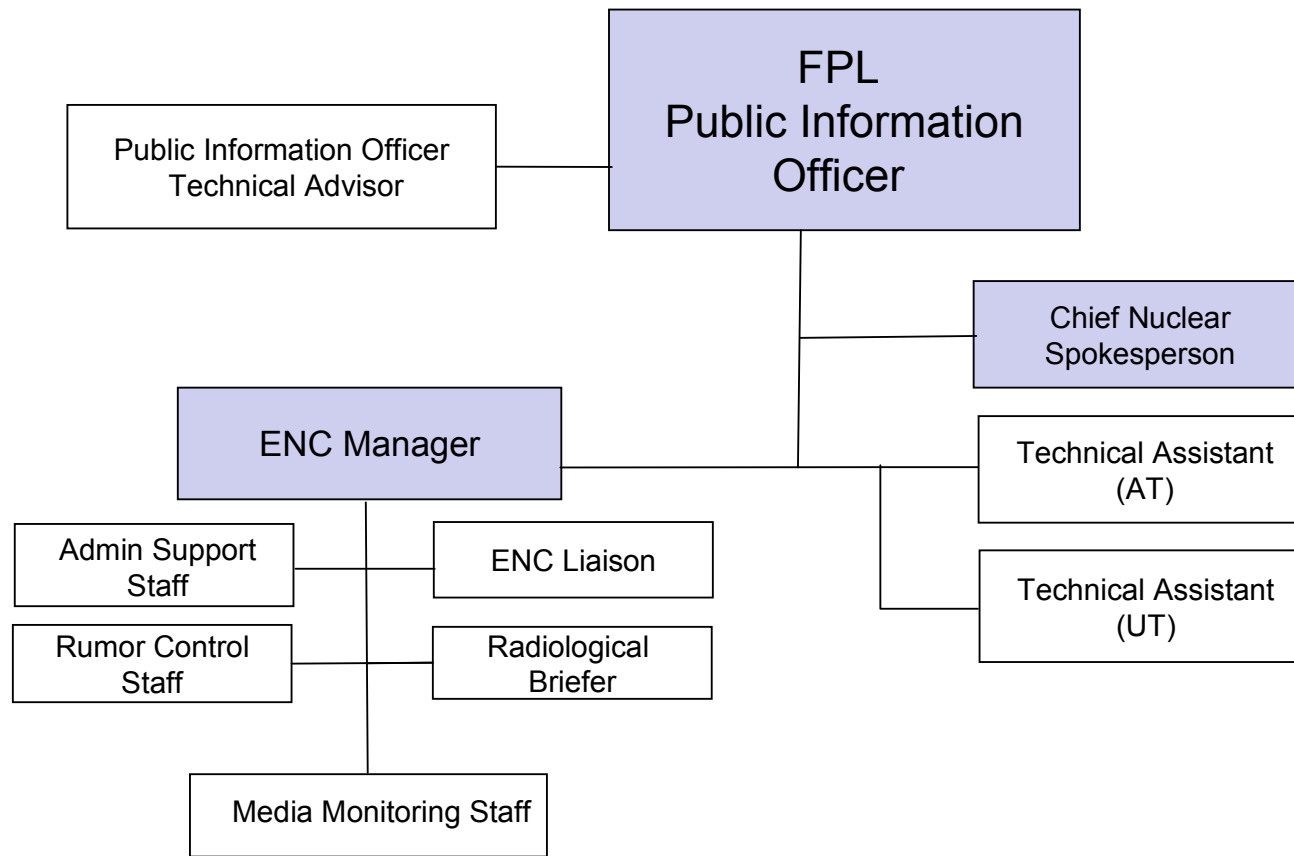 FPL
Public Information
Officer
Public Information Officer
Technical Advisor
Chief Nuclear
Spokesperson
ENC Manager
Technical Assistant
(AT)
Admin Support
Staff
ENC Liaison
Technical Assistant
(UT)
Rumor Control
Staff
Radiological
Briefer
Media Monitoring Staff